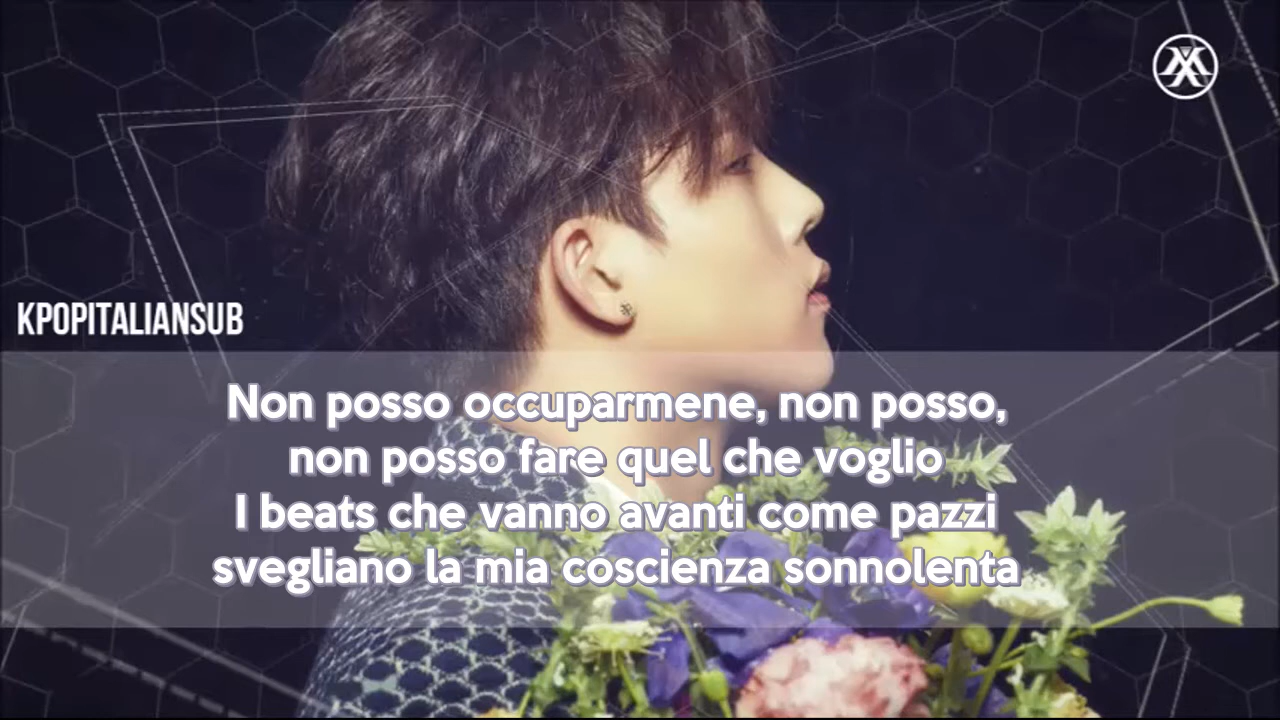 KPOPITALIANSUB
Non posso occuparmene, non posso,
non posso fare quel che voglio
I beats che vanno avanti come pazzi
svegliano la mia coscienza sonnolenta